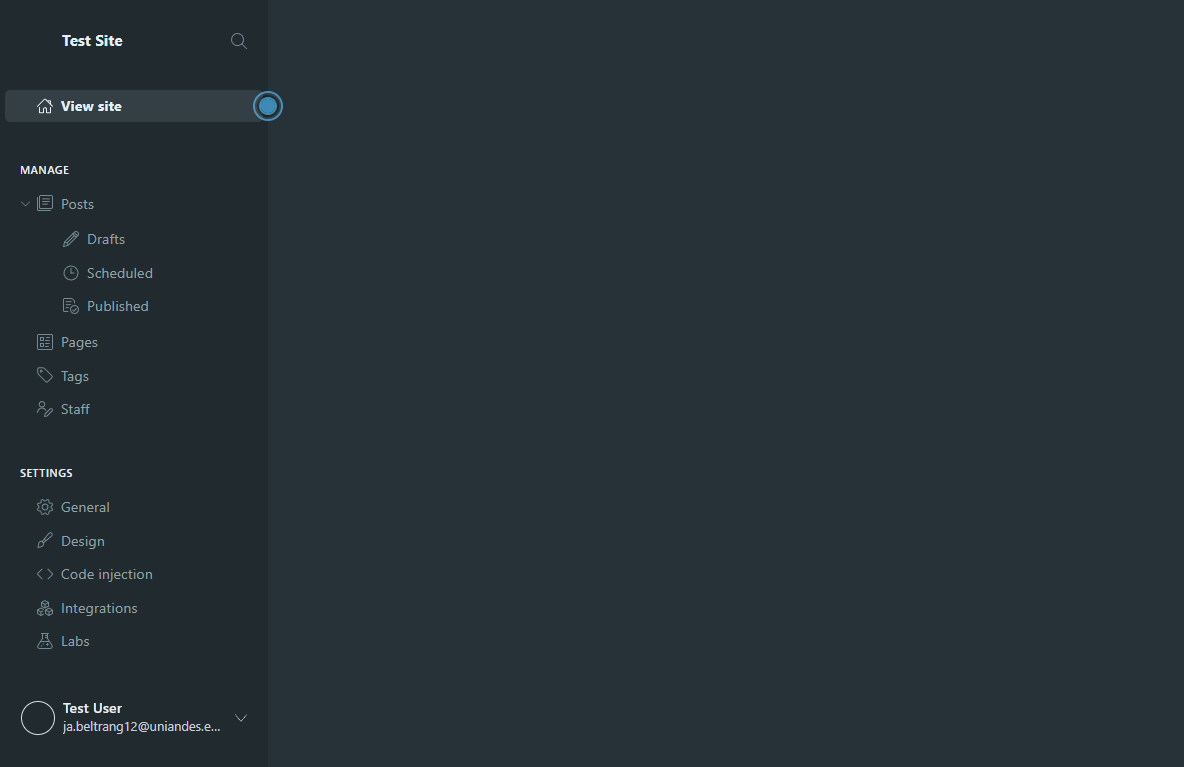 Test Site
View site
MANAGE
Posts
Drafts
Scheduled
Published
Pages
Tags
Staff
SETTINGS
General
Design
Code injection
Integrations
Labs
Test User
ja.beltrang12@uniandes.e...